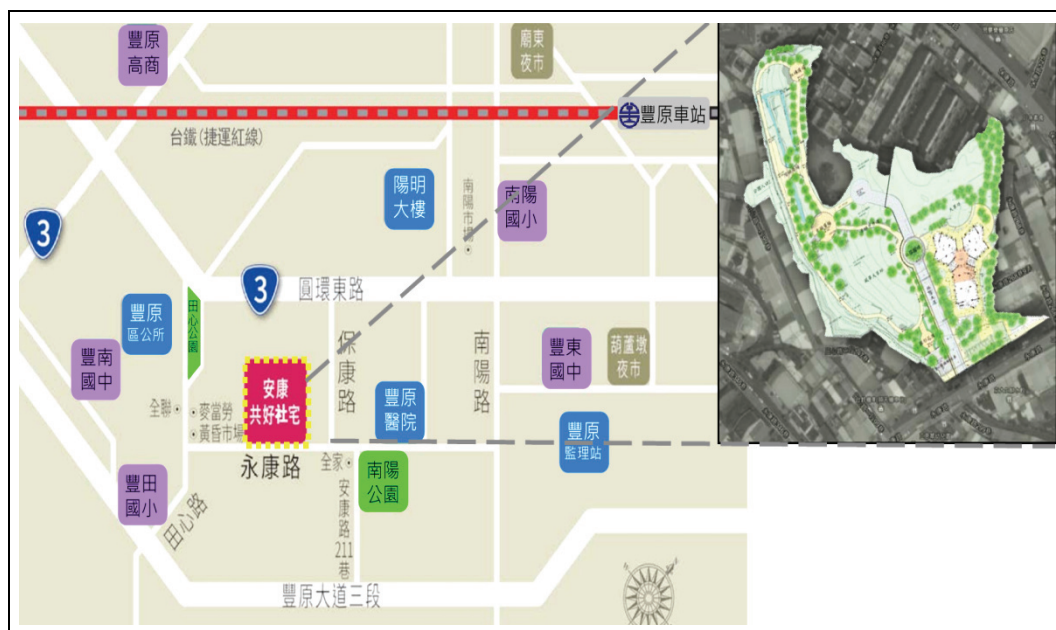 豐原
高商
廟東
夜市
豐原車站
台鐵(捷運紅線)
陽明
大樓
南陽市場
南陽
國小
3
3
圓環東路
豐原
區公所
田心公園
豐南
國中
安康
共好社宅
保康路
南陽路
豐東
國中
葫蘆墩
夜市
全聯
麥當勞
黃昏市場
豐原
醫院
豐原
監理站
永康路
全家
南陽
公園
豐田
國小
田心路
安康路211巷
豐原大道三段